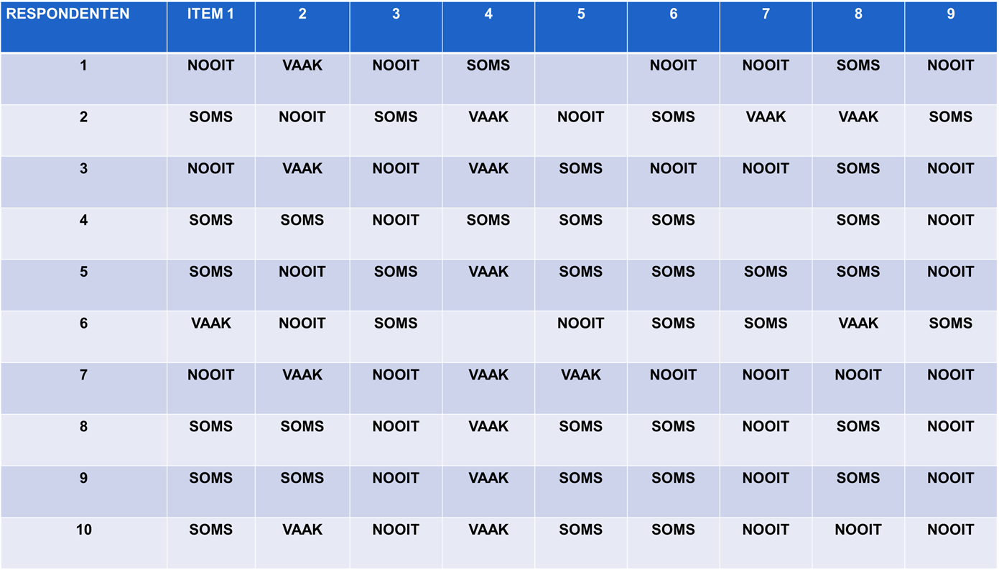 RESPONDENTEN ITEM 1 2 3 4 5 6 7 8 9
1 NOOIT VAAK NOOIT SOMS NOOIT NOOIT SOMS NOOIT
2 SOMS NOOIT SOMS VAAK NOOIT SOMS VAAK VAAK SOMS
3 NOOIT VAAK NOOIT VAAK SOMS NOOIT NOOIT SOMS NOOIT
4 SOMS SOMS NOOIT SOMS SOMS SOMS SOMS NOOIT
5 SOMS NOOIT SOMS VAAK SOMS SOMS SOMS SOMS NOOIT
6 VAAK NOOIT SOMS NOOIT SOMS SOMS VAAK SOMS
7 NOOIT VAAK NOOIT VAAK VAAK NOOIT NOOIT NOOIT NOOIT
8 SOMS SOMS NOOIT VAAK SOMS SOMS NOOIT SOMS NOOIT
9 SOMS SOMS NOOIT VAAK SOMS SOMS NOOIT SOMS NOOIT
10 SOMS VAAK NOOIT VAAK SOMS SOMS NOOIT NOOIT NOOIT